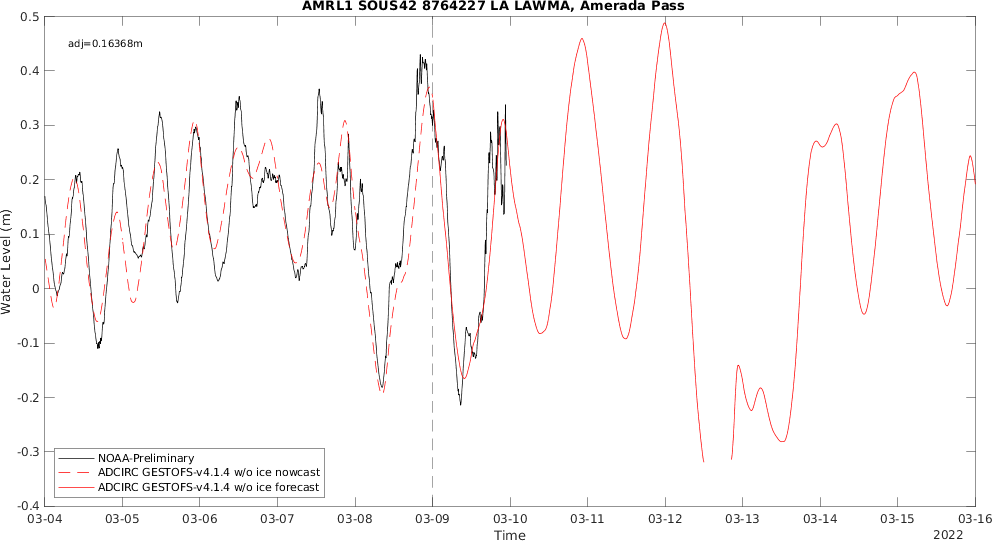 AMRL1 SOUS42 8764227 LA LAWMA, Amerada Pass
adj=0.16368m
0.5
0.4
0.3
0.2
0.1
0
-0.1
-0.2
-0.3
-0.4
Water Level (m)
NOAA-Preliminary
ADCIRC GESTOFS-v4.1.4 w/o ice nowcast
ADCIRC GESTOFS-v4.1.4 w/o ice forecast
03-04 03-05 03-06 03-07 03-08 03-09 03-10 03-11 03-12 03-13 03-14 03-15 03-16
Time
2022